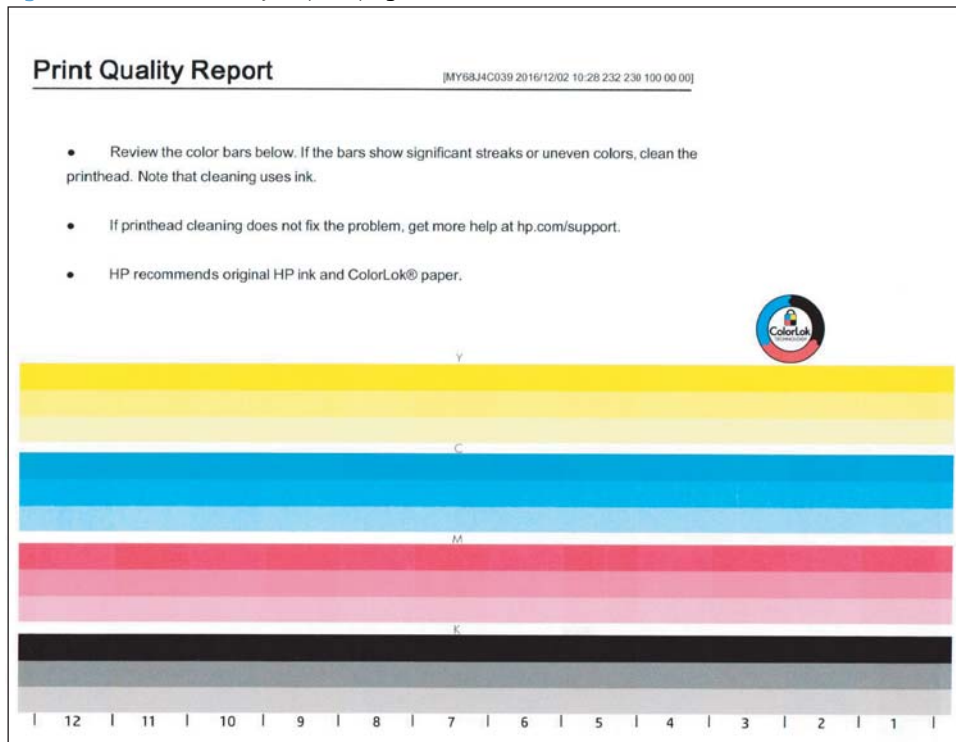 Print Quality Report
[MY68J4C039 2016/12/02 10:28 232 230 100 00 00]
● Review the color bars below. If the bars show significant streaks or uneven colors, clean the
printhead. Note that cleaning uses ink.
● If printhead cleaning does not fix the problem, get more help at hp.com/support.
● HP recommends original HP ink and ColorLok® paper.
ColorLok
TECHNOLOGY
Y
C
M
K
| 12 | 11 | 10 | 9 | 8 | 7 | 6 | 5 | 4 | 3 | 2 | 1 |